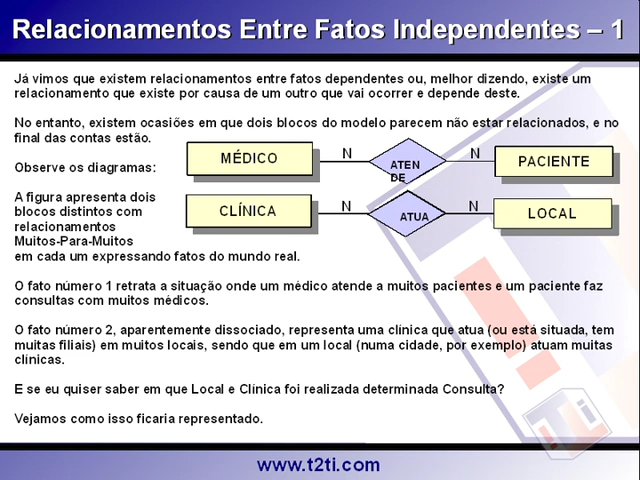 Relacionamentos Entre Fatos Independentes – 1
Já vimos que existem relacionamentos entre fatos dependentes ou, melhor dizendo, existe um
relacionamento que existe por causa de um outro que vai ocorrer e depende deste.
No entanto, existem ocasiões em que dois blocos do modelo parecem não estar relacionados, e no
final das contas estão.
Observe os diagramas:
MÉDICO
N
ATEN
DE
N
PACIENTE
CLÍNICA
N
ATUA
N
LOCAL
A figura apresenta dois
blocos distintos com
relacionamentos
Muitos-Para-Muitos
em cada um expressando fatos do mundo real.
O fato número 1 retrata a situação onde um médico atende a muitos pacientes e um paciente faz
consultas com muitos médicos.
O fato número 2, aparentemente dissociado, representa uma clínica que atua (ou está situada, tem
muitas filiais) em muitos locais, sendo que em um local (numa cidade, por exemplo) atuam muitas
clínicas.
E se eu quiser saber em que Local e Clínica foi realizada determinada Consulta?
Vejamos como isso ficaria representado.
www.t2ti.com